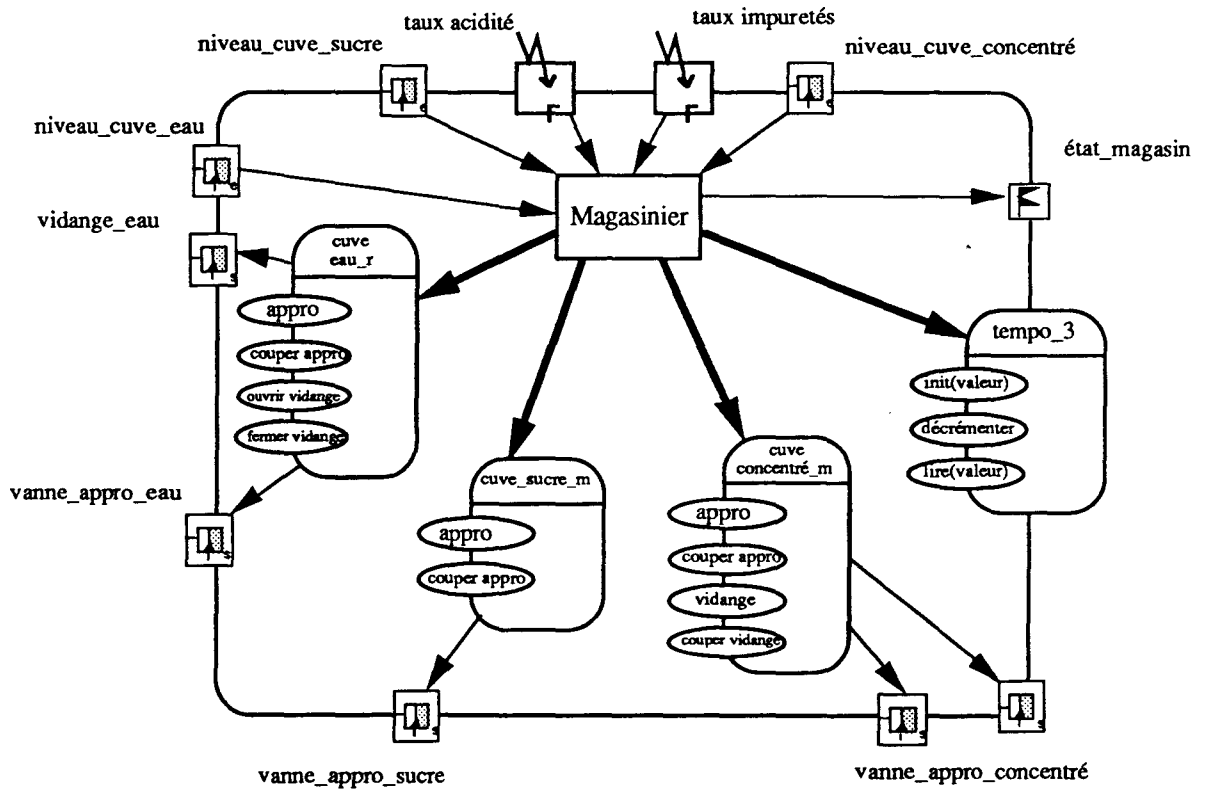 taux acidité
taux impuretés
niveau_cuve_sucre
niveau_cuve_concentré
niveau_cuve_eau
état_magasin
Magasinier
vidange_eau
cuve
eau_r
appro
couper appro
ouvrir vidange
fermer vidange
tempo_3
init(valeur)
décrémenter
lire(valeur)
vanne_appro_eau
cuve_sucre_m
appro
couper appro
cuve
concentré_m
appro
couper appro
vidange
couper vidange
vanne_appro_sucre
vanne_appro_concentré
e
e
e
s
s
s
s
s